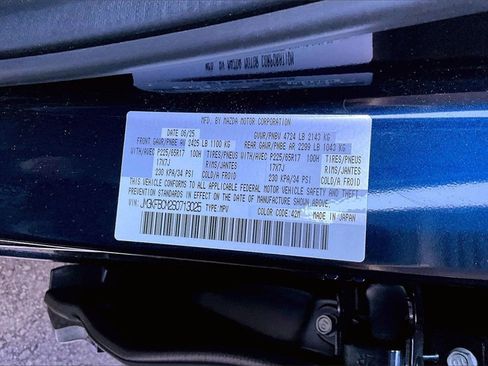 MFD. BY MAZDA MOTOR CORPORATION
DATE 06/25 GVWR/PNBV 4724 LB 2143 KG
FRONT GAWR/PNBE AV 2425 LB 1100 KG REAR GAWR/PNBE AR 2299 LB 1043 KG
WITH/AVEC P225/65R17 100H TIRES/PNEUS WITH/AVEC P225/65R17 100H TIRES/PNEUS
17X7J RIMS/JANTES 17X7J RIMS/JANTES
230 KPA/34 PSI COLD/A FROID 230 KPA/34 PSI COLD/A FROID
THIS VEHICLE CONFORMS TO ALL APPLICABLE FEDERAL MOTOR VEHICLE SAFETY AND THEFT
PREVENTION STANDARDS IN EFFECT ON THE DATE OF MANUFACTURE SHOWN ABOVE.
JM3KFBCM2S0713025 TYPE:MPV COLOR CODE:42M MADE IN JAPAN